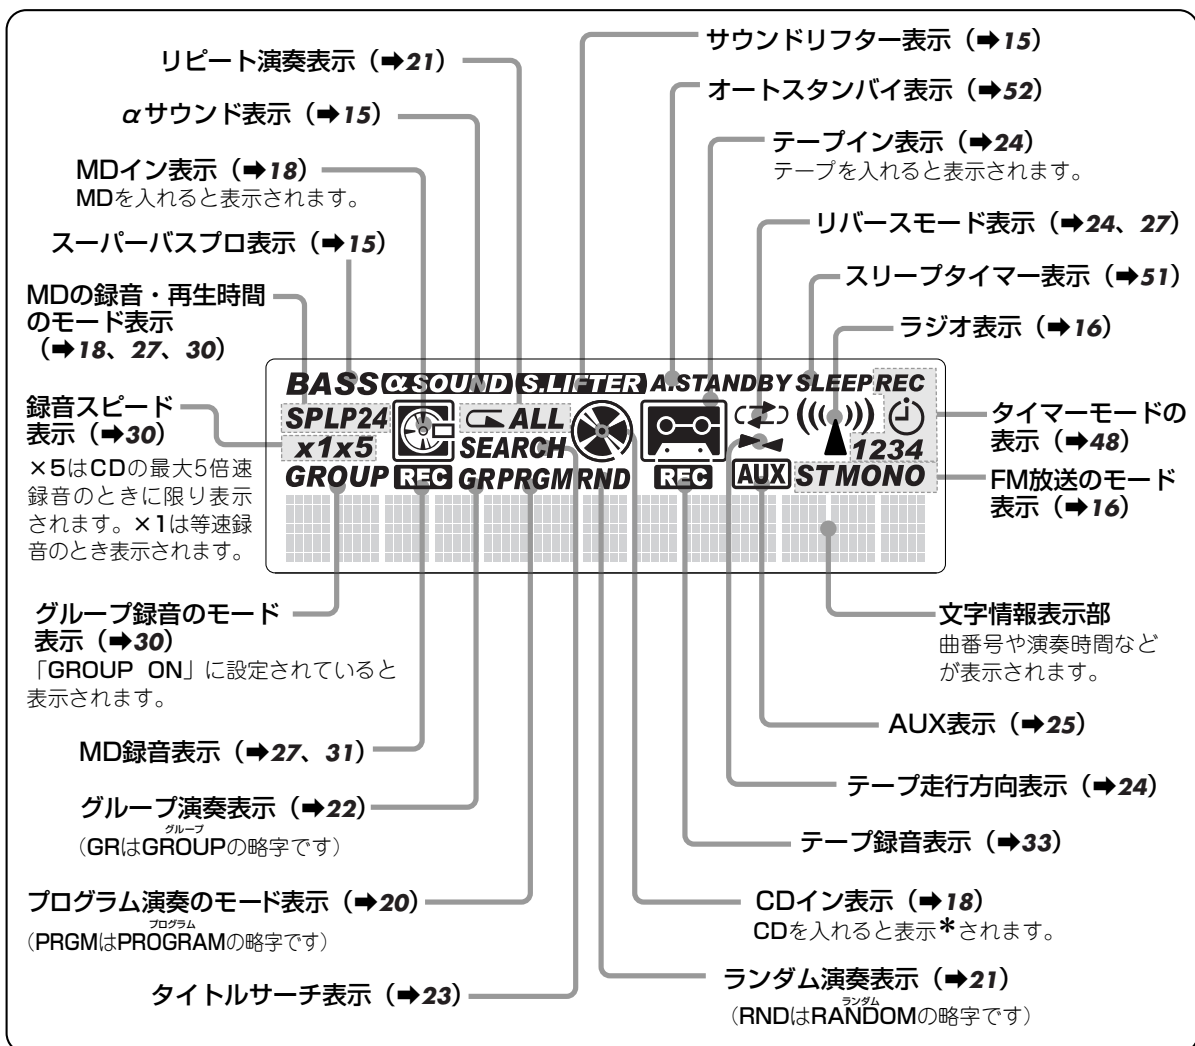 リピート演奏表示（➡21）
αサウンド表示（➡15）
MDイン表示（➡18）
MDを入れると表示されます。
スーパーバスプロ表示（➡15）
MDの録音・再生時間
のモード表示
（➡18、27、30）
録音スピード
表示（➡30）
×5はCDの最大5倍速
録音のときに限り表示
されます。×1は等速録
音のとき表示されます。
グループ録音のモード
表示（➡30）
「GROUP ON」に設定されていると
表示されます。
MD録音表示（➡27、31）
グループ演奏表示（➡22）
グループ
（GRはGROUPの略字です）
プログラム演奏のモード表示（➡20）
プログラム
（PRGMはPROGRAMの略字です）
タイトルサーチ表示（➡23）
BASS α SOUND S.LIFTER A.STANDBY SLEEP REC
SPLP24 ALL
x1x5 SEARCH 1234
GROUP REC GR PRGM RND REC AUX ST MONO
サウンドリフター表示（➡15）
オートスタンバイ表示（➡52）
テープイン表示（➡24）
テープを入れると表示されます。
リバースモード表示（➡24、27）
スリープタイマー表示（➡51）
ラジオ表示（➡16）
タイマーモードの
表示（➡48）
FM放送のモード
表示（➡16）
文字情報表示部
曲番号や演奏時間など
が表示されます。
AUX表示（➡25）
テープ走行方向表示（➡24）
テープ録音表示（➡33）
CDイン表示（➡18）
CDを入れると表示*されます。
ランダム演奏表示（➡21）
ランダム
（RNDはRANDOMの略字です）